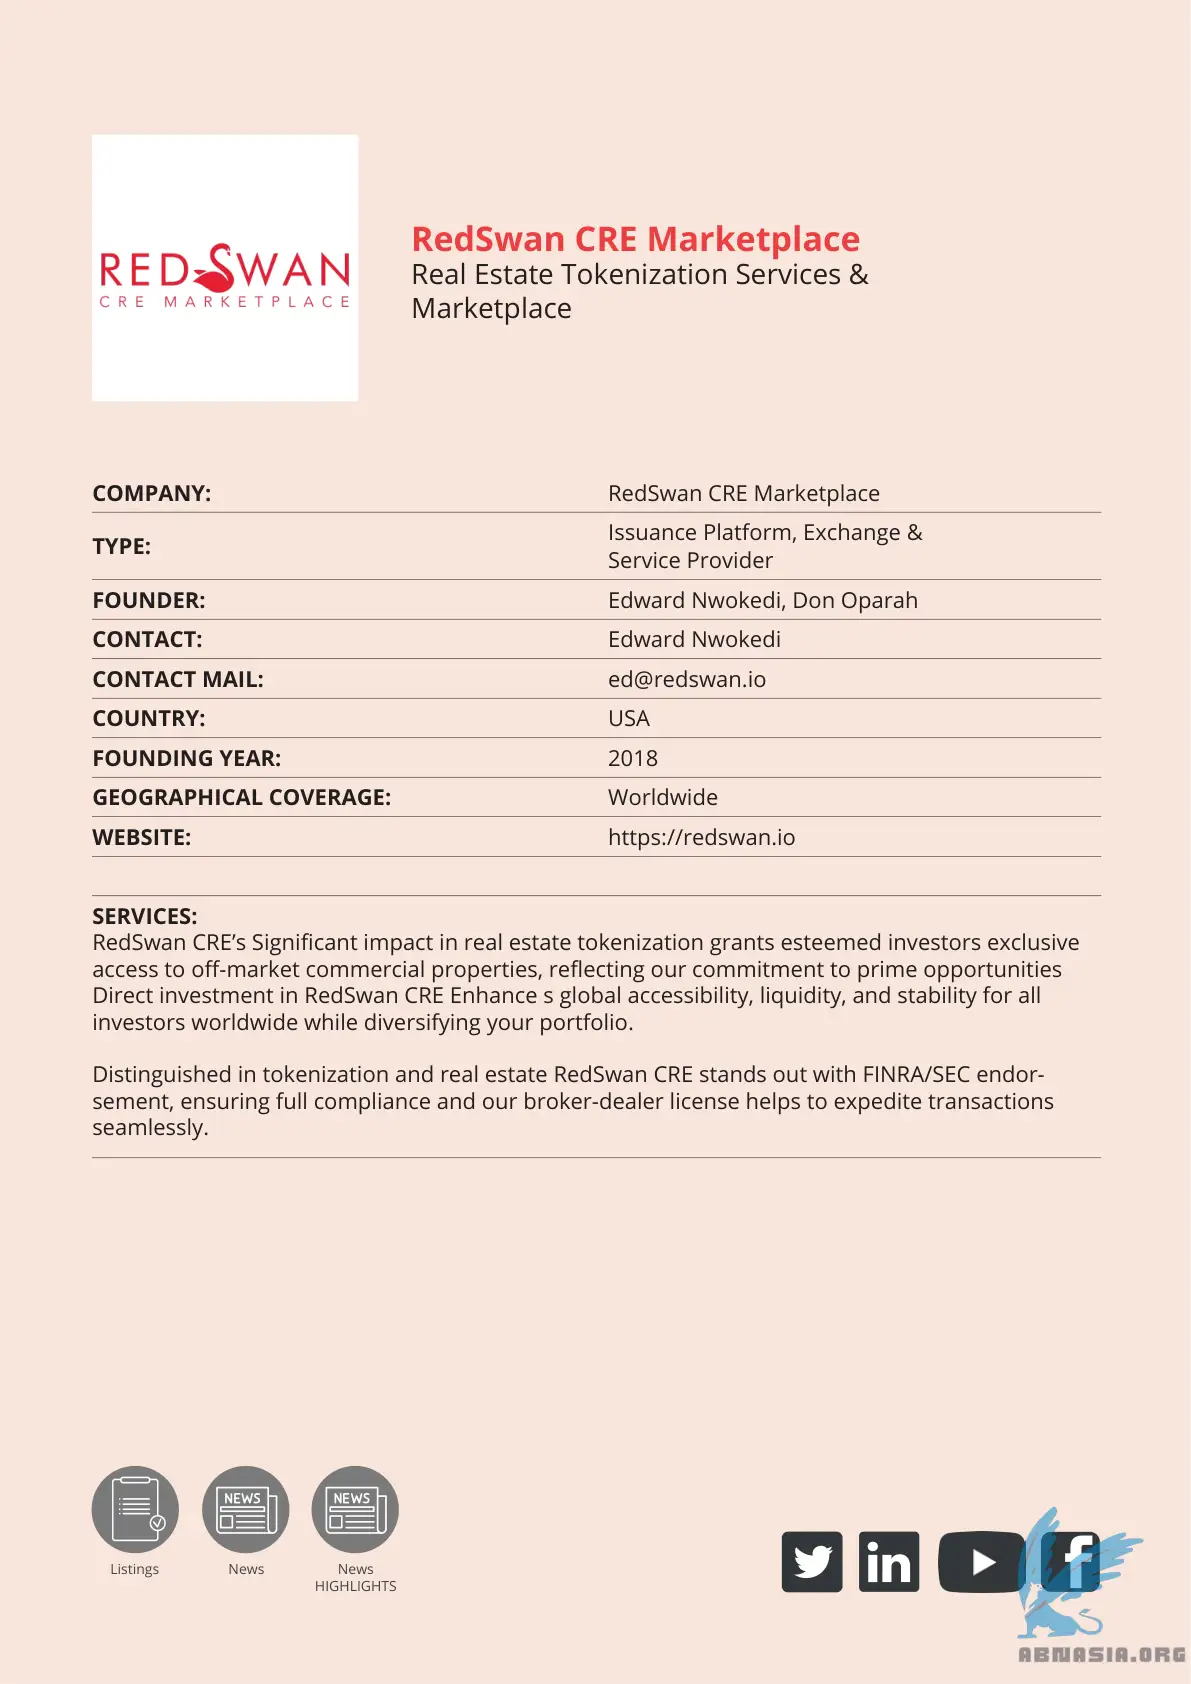 REDSWAN
CRE MARKETPLACE
RedSwan CRE Marketplace
Real Estate Tokenization Services &
Marketplace
COMPANY: RedSwan CRE Marketplace
TYPE: Issuance Platform, Exchange &
Service Provider
FOUNDER: Edward Nwokedi, Don Oparah
CONTACT: Edward Nwokedi
CONTACT MAIL: ed@redswan.io
COUNTRY: USA
FOUNDING YEAR: 2018
GEOGRAPHICAL COVERAGE: Worldwide
WEBSITE: https://redswan.io
SERVICES:
RedSwan CRE’s Significant impact in real estate tokenization grants esteemed investors exclusive
access to off-market commercial properties, reflecting our commitment to prime opportunities
Direct investment in RedSwan CRE Enhance s global accessibility, liquidity, and stability for all
investors worldwide while diversifying your portfolio.
Distinguished in tokenization and real estate RedSwan CRE stands out with FINRA/SEC endor-
sement, ensuring full compliance and our broker-dealer license helps to expedite transactions
seamlessly.
NEWS NEWS
Listings News News
HIGHLIGHTS
in f
ABNASIA.ORG